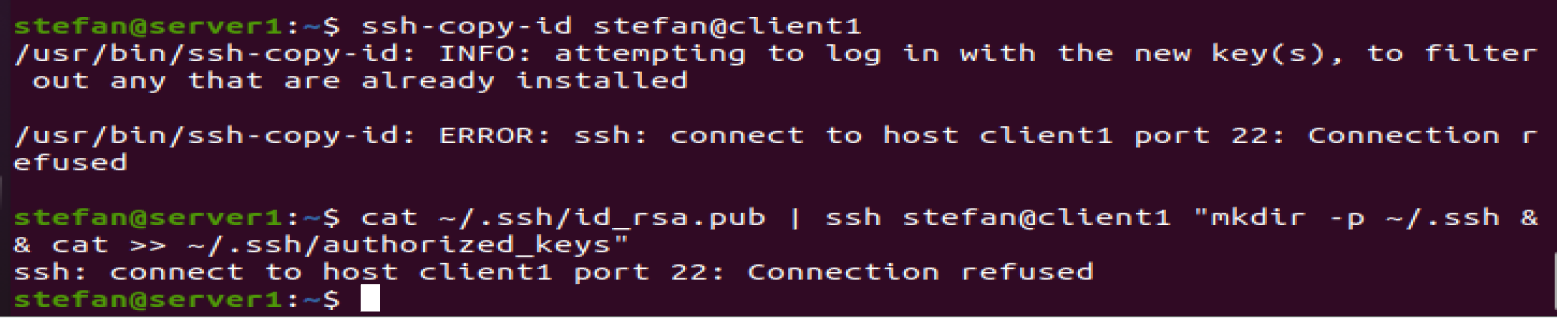 stefan@server1:~$ ssh-copy-id stefan@client1
/usr/bin/ssh-copy-id: INFO: attempting to log in with the new key(s), to filter
 out any that are already installed

/usr/bin/ssh-copy-id: ERROR: ssh: connect to host client1 port 22: Connection r
efused

stefan@server1:~$ cat ~/.ssh/id_rsa.pub | ssh stefan@client1 "mkdir -p ~/.ssh &
& cat >> ~/.ssh/authorized_keys"
ssh: connect to host client1 port 22: Connection refused
stefan@server1:~$